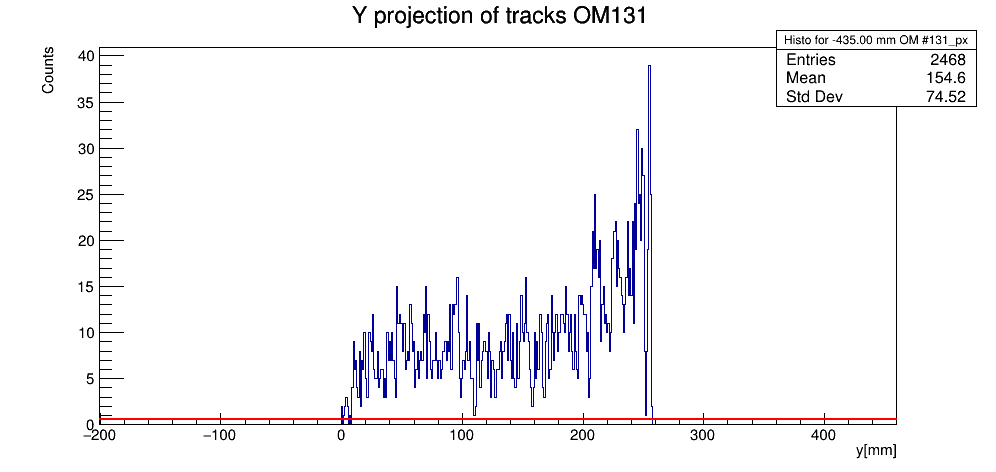 Y projection of tracks OM131
Histo for -435.00 mm OM #131_px
Entries 2468
Mean 154.6
Std Dev 74.52
Counts
40
35
30
25
20
15
10
5
0
−200 −100 0 100 200 300 400
y[mm]